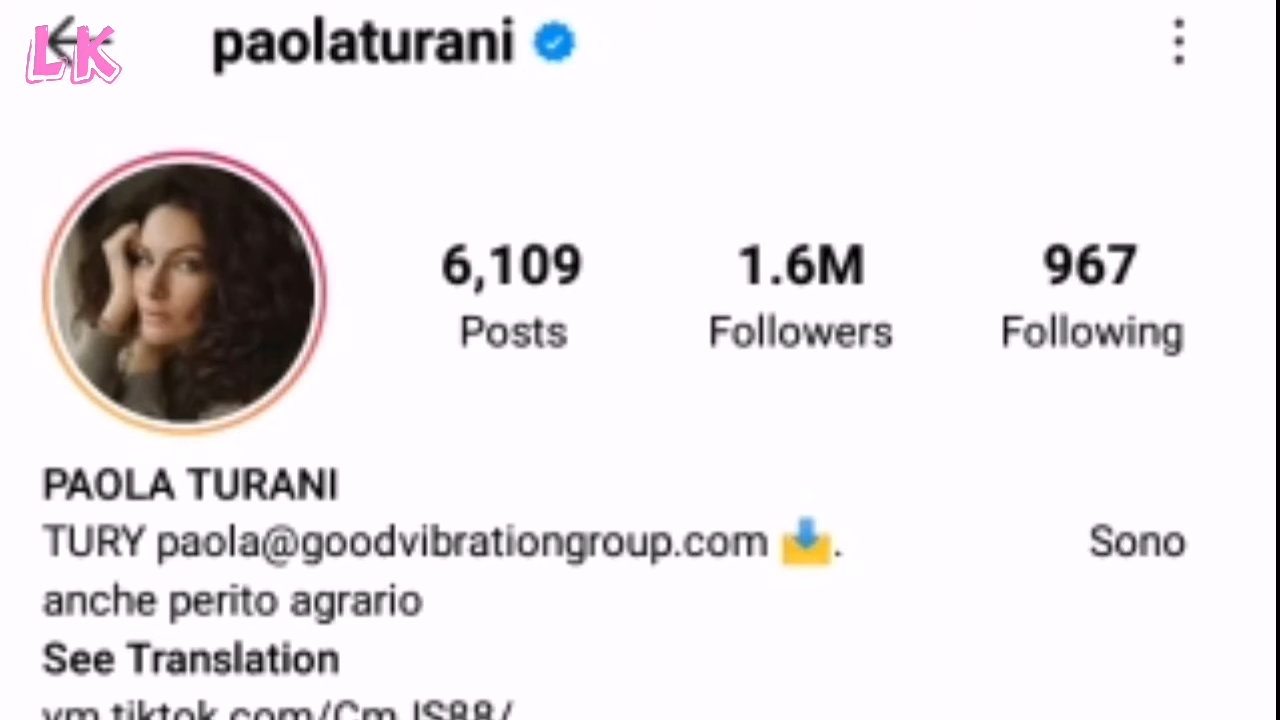 LK
paolaturani
6,109 1.6M 967
Posts Followers Following
PAOLA TURANI
TURY paola@goodvibrationgroup.com 📩. Sono
anche perito agrario
See Translation